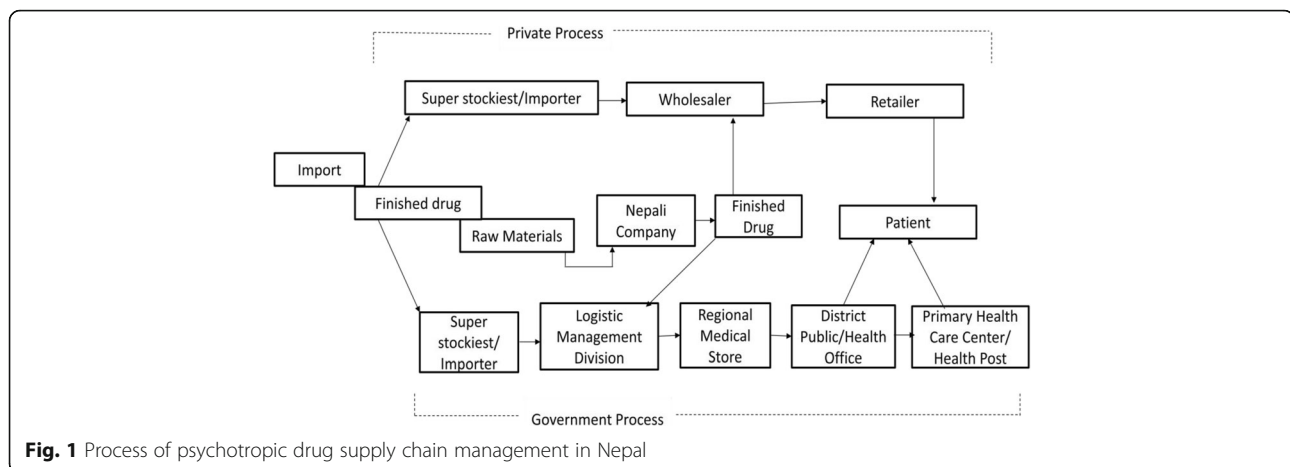 Private Process
Super stockiest/Importer
Wholesaler
Retailer
Import
Finished drug
Raw Materials
Nepali
Company
Finished
Drug
Patient
Super
stockiest/
Importer
Logistic
Management
Division
Regional
Medical
Store
District
Public/Health
Office
Primary Health
Care Center/
Health Post
Government Process
Fig. 1 Process of psychotropic drug supply chain management in Nepal